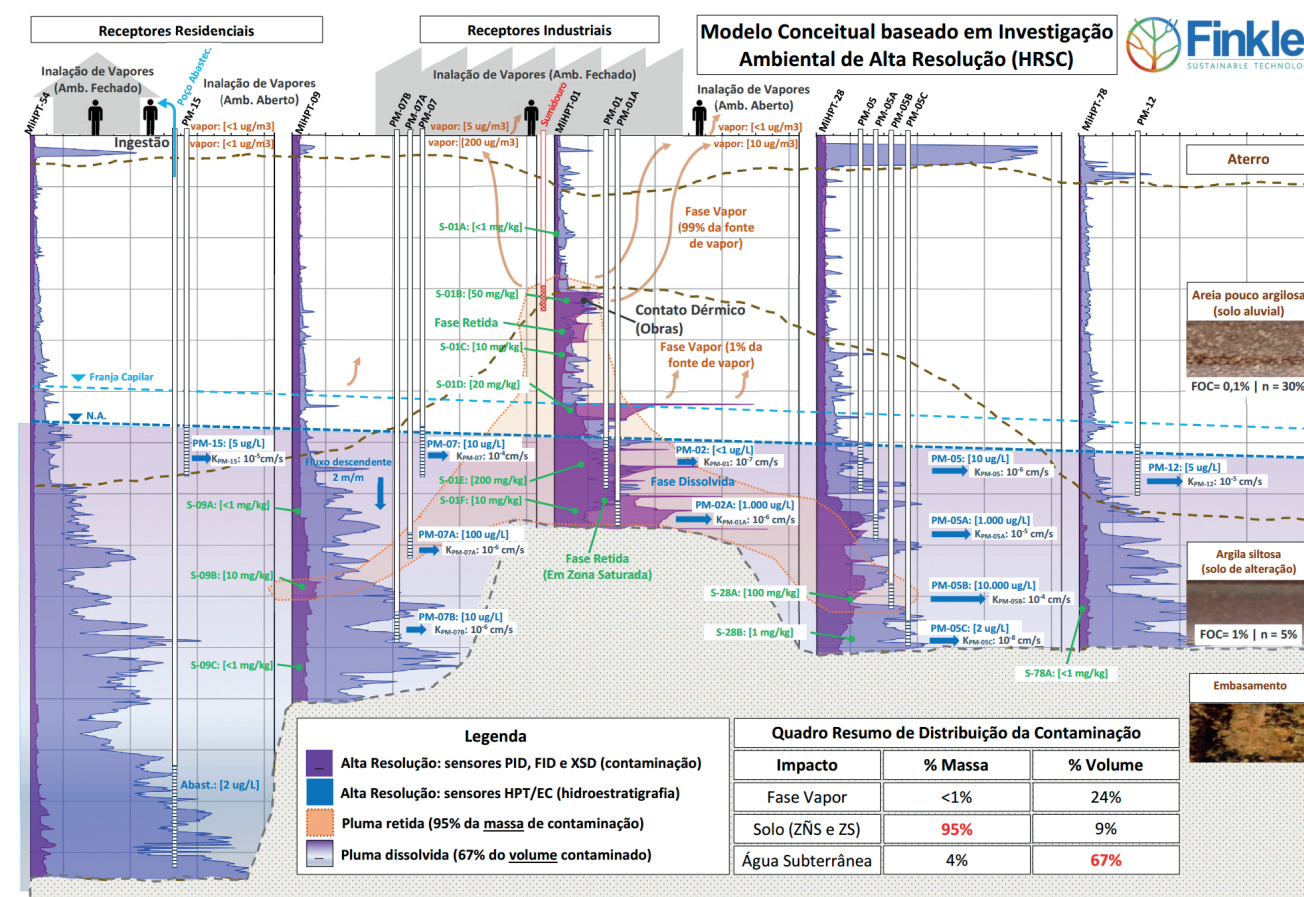 Receptores Residenciais
Receptores Industriais
Modelo Conceitual baseado em Investigação
Ambiental de Alta Resolução (HRSC)
Finkle
SUSTAINABLE TECHNOLO
Inalação de Vapores
(Amb. Fechado)
Poço Abastec.
Inalação de Vapores
(Amb. Aberto)
Inalação de Vapores (Amb. Fechado)
Inalação de Vapores
(Amb. Aberto)
MiHPT-54
PM-15
MiHPT-09
PM-07B
PM-07A
PM-07
Sumidouro
MiHPT-01
PM-01
PM-01A
MiHPT-28
PM-05
PM-05A
PM-05B
PM-05C
MiHPT-78
PM-12
Ingestão
vapor: [<1 ug/m3]
vapor: [<1 ug/m3]
vapor: [5 ug/m3]
vapor: [200 ug/m3]
vapor: [<1 ug/m3]
vapor: [10 ug/m3]
Aterro
S-01A: [<1 mg/kg]
Fase Vapor
(99% da fonte
de vapor)
S-01B: [50 mg/kg]
Contato Dérmico
(Obras)
Fase Retida
S-01C: [10 mg/kg]
Fase Vapor (1% da
fonte de vapor)
S-01D: [20 mg/kg]
Areia pouco argilosa
(solo aluvial)
FOC= 0,1% | n = 30%
Franja Capilar
N.A.
PM-15: [5 ug/L]
KPM-15: 10-5cm/s
Fluxo descendente
2 m/m
PM-07: [10 ug/L]
KPM-07: 10-4cm/s
S-01E: [200 mg/kg]
S-01F: [10 mg/kg]
PM-02: [<1 ug/L]
KPM-01: 10-7 cm/s
Fase Dissolvida
PM-02A: [1.000 ug/L]
KPM-01A: 10-6 cm/s
PM-05: [10 ug/L]
KPM-05: 10-6 cm/s
PM-12: [5 ug/L]
KPM-12: 10-5 cm/s
S-09A: [<1 mg/kg]
PM-07A: [100 ug/L]
KPM-07A: 10-6 cm/s
PM-05A: [1.000 ug/L]
KPM-05A: 10-5 cm/s
Fase Retida
(Em Zona Saturada)
Argila siltosa
(solo de alteração)
FOC= 1% | n = 5%
S-09B: [10 mg/kg]
S-28A: [100 mg/kg]
PM-05B: [10.000 ug/L]
KPM-05B: 10-4 cm/s
PM-07B: [10 ug/L]
KPM-07B: 10-6 cm/s
S-28B: [1 mg/kg]
PM-05C: [2 ug/L]
KPM-05C: 10-8 cm/s
S-09C: [<1 mg/kg]
S-78A: [<1 mg/kg]
Embasamento
Abast.: [2 ug/L]
Legenda
Alta Resolução: sensores PID, FID e XSD (contaminação)
Alta Resolução: sensores HPT/EC (hidroestratigrafia)
Pluma retida (95% da massa de contaminação)
Pluma dissolvida (67% do volume contaminado)
Quadro Resumo de Distribuição da Contaminação
Impacto % Massa % Volume
Fase Vapor <1% 24%
Solo (ZÑS e ZS) 95% 9%
Água Subterrânea 4% 67%